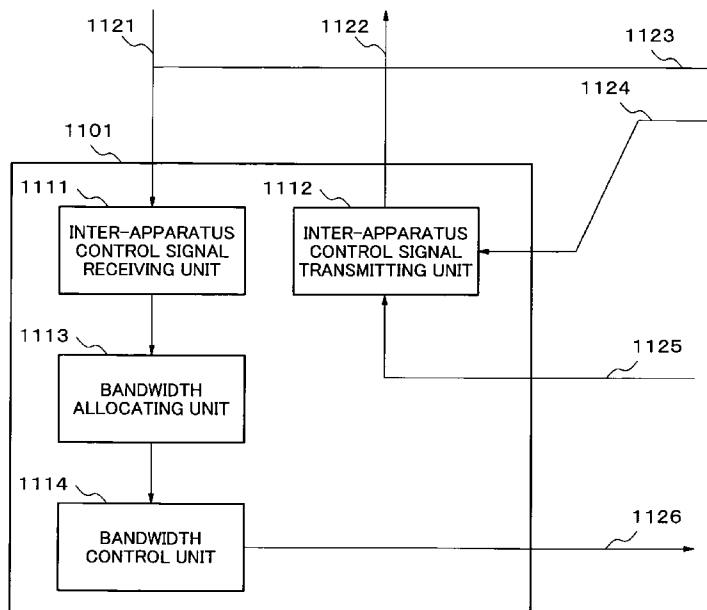 1121
1122
1123
1124
1101
1111
1112
INTER-APPARATUS
CONTROL SIGNAL
RECEIVING UNIT
INTER-APPARATUS
CONTROL SIGNAL
TRANSMITTING UNIT
1113
BANDWIDTH
ALLOCATING UNIT
1125
1114
BANDWIDTH
CONTROL UNIT
1126